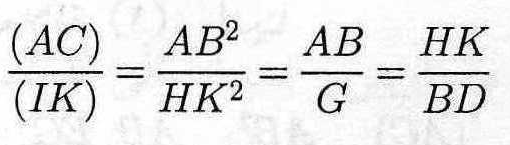 (AC)/(IK) = AB²/HK² = AB/G = HK/BD